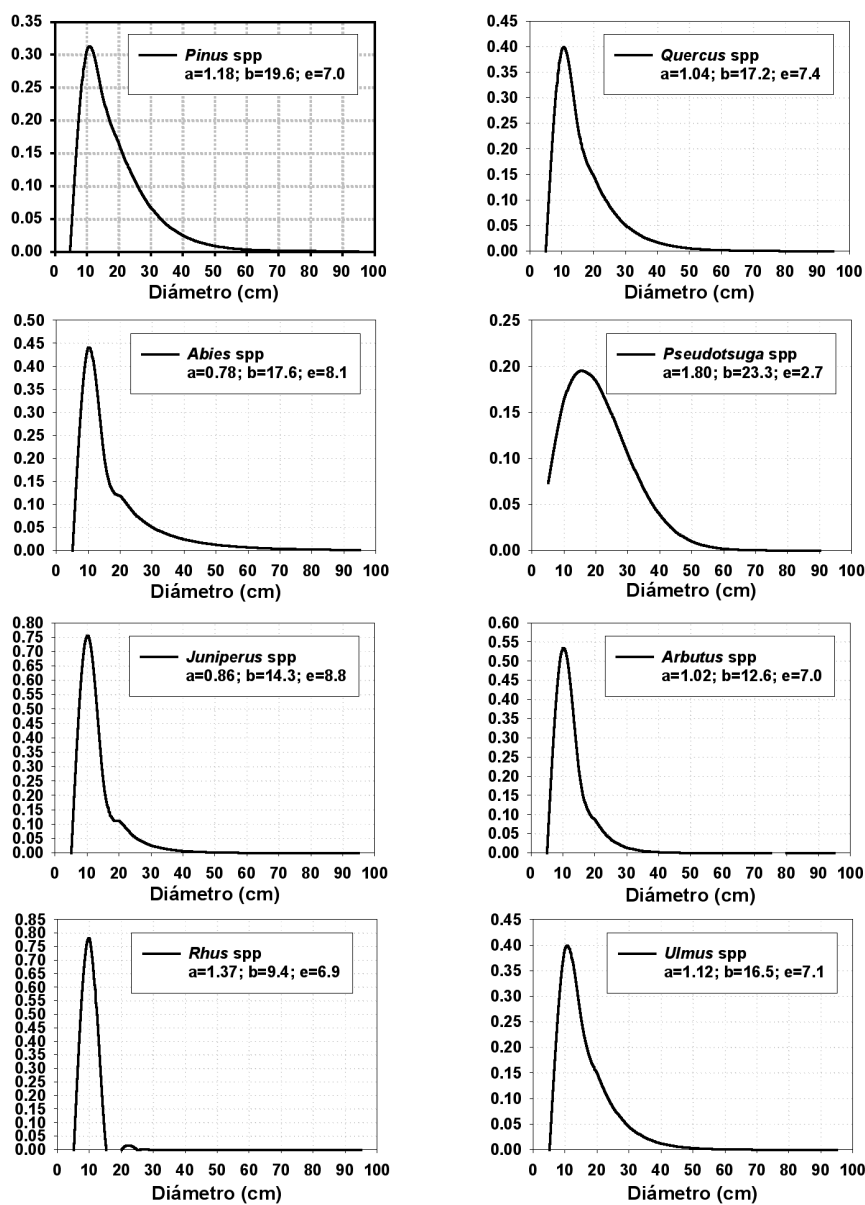 0.35
0.30
0.25
0.20
0.15
0.10
0.05
0.00
Pinus spp
a=1.18; b=19.6; e=7.0
0 10 20 30 40 50 60 70 80 90 100
Diámetro (cm)
0.45
0.40
0.35
0.30
0.25
0.20
0.15
0.10
0.05
0.00
Quercus spp
a=1.04; b=17.2; e=7.4
0 10 20 30 40 50 60 70 80 90 100
Diámetro (cm)
0.50
0.45
0.40
0.35
0.30
0.25
0.20
0.15
0.10
0.05
0.00
Abies spp
a=0.78; b=17.6; e=8.1
0 10 20 30 40 50 60 70 80 90 100
Diámetro (cm)
0.25
0.20
0.15
0.10
0.05
0.00
Pseudotsuga spp
a=1.80; b=23.3; e=2.7
0 10 20 30 40 50 60 70 80 90 100
Diámetro (cm)
0.80
0.75
0.70
0.65
0.60
0.55
0.50
0.45
0.40
0.35
0.30
0.25
0.20
0.15
0.10
0.05
0.00
Juniperus spp
a=0.86; b=14.3; e=8.8
0 10 20 30 40 50 60 70 80 90 100
Diámetro (cm)
0.60
0.55
0.50
0.45
0.40
0.35
0.30
0.25
0.20
0.15
0.10
0.05
0.00
Arbutus spp
a=1.02; b=12.6; e=7.0
0 10 20 30 40 50 60 70 80 90 100
Diámetro (cm)
0.85
0.80
0.75
0.70
0.65
0.60
0.55
0.50
0.45
0.40
0.35
0.30
0.25
0.20
0.15
0.10
0.05
0.00
Rhus spp
a=1.37; b=9.4; e=6.9
0 10 20 30 40 50 60 70 80 90 100
Diámetro (cm)
0.45
0.40
0.35
0.30
0.25
0.20
0.15
0.10
0.05
0.00
Ulmus spp
a=1.12; b=16.5; e=7.1
0 10 20 30 40 50 60 70 80 90 100
Diámetro (cm)